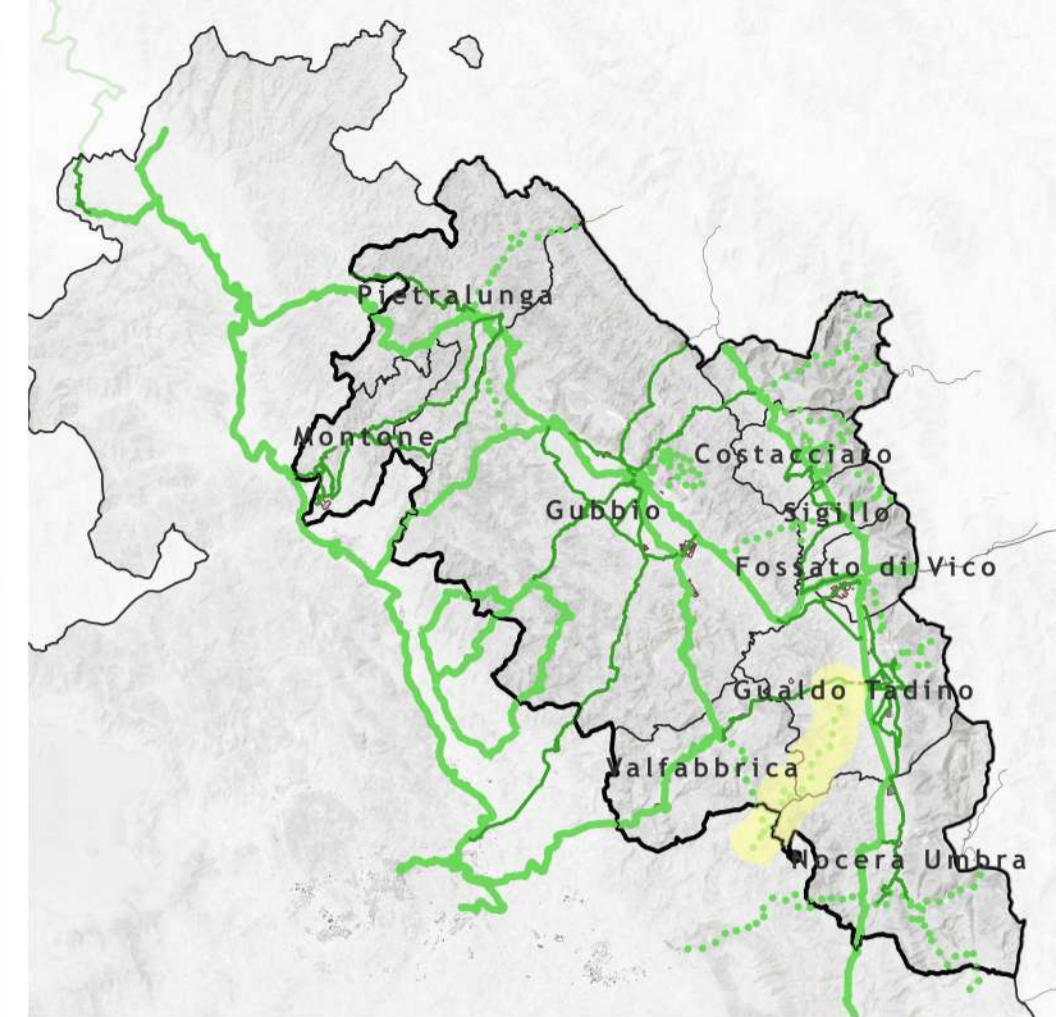 Pietralunga
Montone
Costacciaro
Gubbio
Sigillo
Fossato di Vico
Gualdo Tadino
Valfabbrica
Nocera Umbra